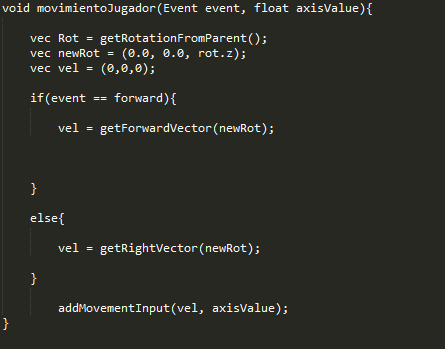 void movimientoJugador(Event event, float axisValue){
vec Rot = getRotationFromParent();
vec newRot = (0.0, 0.0, rot.z);
vec vel = (0,0,0);
if(event == forward){
vel = getForwardVector(newRot);
}
else{
vel = getRightVector(newRot);
}
addMovementInput(vel, axisValue);
}